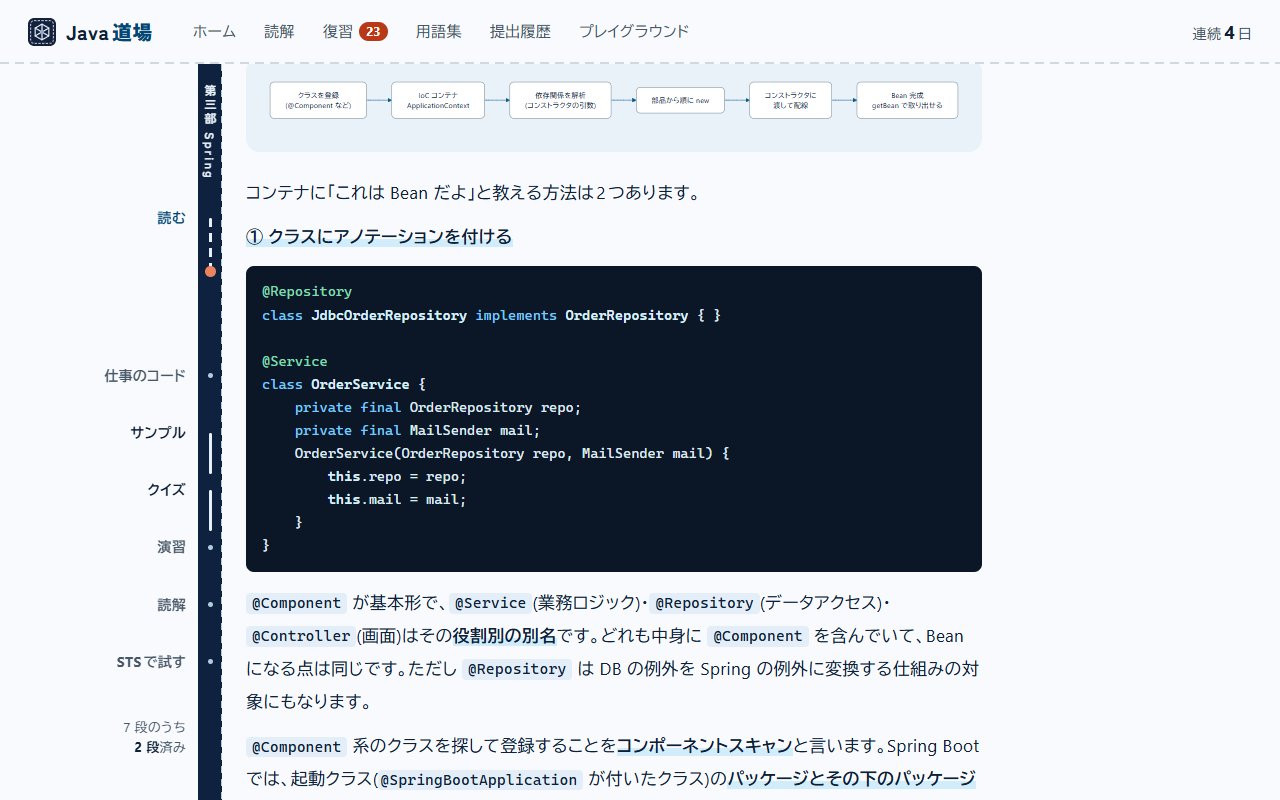 Java道場
ホーム 読解 復習 23 用語集 提出履歴 プレイグラウンド
連続 4 日
第三部 Spring
クラスを登録
(@Component など)
IoC コンテナ
ApplicationContext
依存関係を解析
(コンストラクタの引数)
部品から順に new
コンストラクタに
渡して配線
Bean 完成
getBean で取り出せる
読む
仕事のコード
サンプル
クイズ
演習
読解
STSで試す
7 段のうち
2 段済み
コンテナに「これは Bean だよ」と教える方法は2つあります。
① クラスにアノテーションを付ける
@Repository
class JdbcOrderRepository implements OrderRepository { }
@Service
class OrderService {
    private final OrderRepository repo;
    private final MailSender mail;
    OrderService(OrderRepository repo, MailSender mail) {
        this.repo = repo;
        this.mail = mail;
    }
}
@Component が基本形で、@Service(業務ロジック)・@Repository(データアクセス)・
@Controller(画面)はその役割別の別名です。どれも中身に @Component を含んでいて、Bean
になる点は同じです。ただし @Repository は DB の例外を Spring の例外に変換する仕組みの対
象にもなります。
@Component 系のクラスを探して登録することをコンポーネントスキャンと言います。Spring Boot
では、起動クラス(@SpringBootApplication が付いたクラス)のパッケージとその下のパッケージ